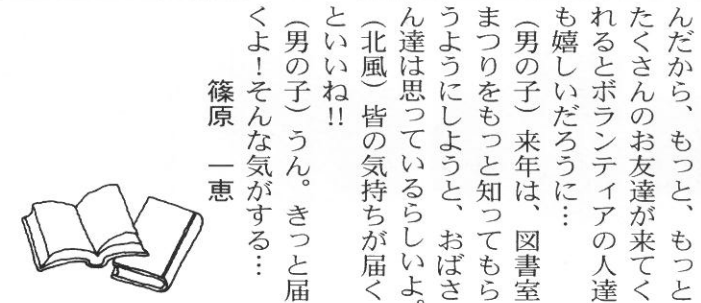 んだから、もっと、もっと
たくさんのお友達が来てく
れるとボランティアの人達
も嬉しいだろうに…
（男の子）来年は、図書室
まつりをもっと知ってもら
うようにしようと、おばさ
ん達は思っているらしいよ。
（北風）皆の気持ちが届く
といいね!!
（男の子）うん。きっと届
くよ！そんな気がする…
篠原　一恵